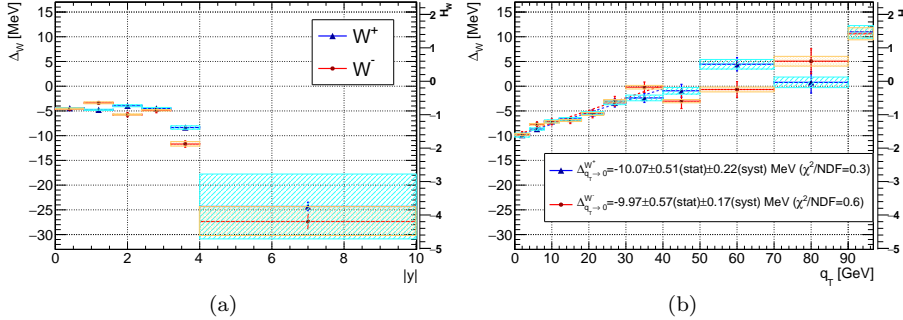 Δ_W [MeV]
H_W
15
10
5
0
−5
−10
−15
−20
−25
−30
2
1
0
−1
−2
−3
−4
−5
W⁺
W⁻
0 2 4 6 8 10
|y|
(a)
Δ_W [MeV]
H
15
10
5
0
−5
−10
−15
−20
−25
−30
2
1
0
−1
−2
−3
−4
−5
Δ^{W⁺}_{q_T→0}=-10.07±0.51(stat)±0.22(syst) MeV (χ²/NDF=0.3)
Δ^{W⁻}_{q_T→0}=-9.97±0.57(stat)±0.17(syst) MeV (χ²/NDF=0.6)
0 10 20 30 40 50 60 70 80 90
q_T [GeV]
(b)